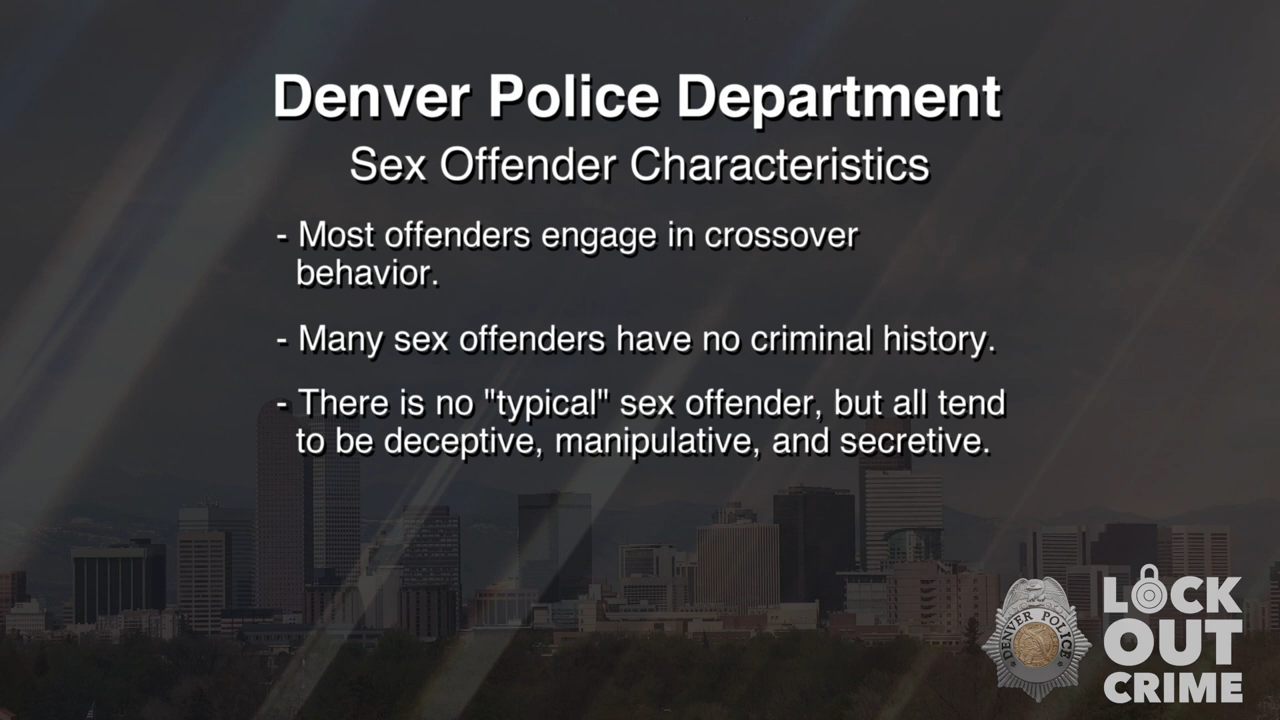 Denver Police Department
Sex Offender Characteristics
- Most offenders engage in crossover
behavior.
- Many sex offenders have no criminal history.
- There is no "typical" sex offender, but all tend
to be deceptive, manipulative, and secretive.
DENVER POLICE
LOCK
OUT
CRIME